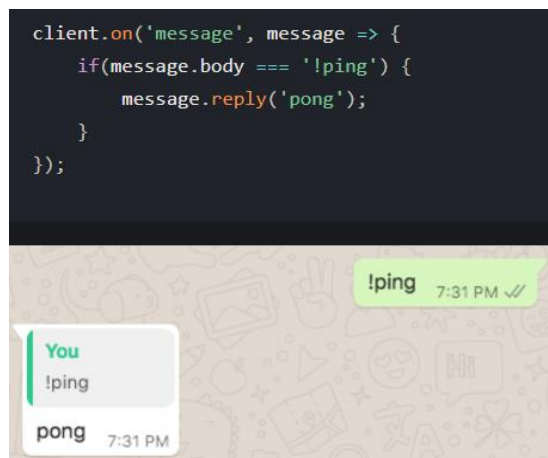 client.on('message', message => {
    if(message.body === '!ping') {
        message.reply('pong');
    }
});
!ping 7:31 PM
You
!ping
pong 7:31 PM
Hi